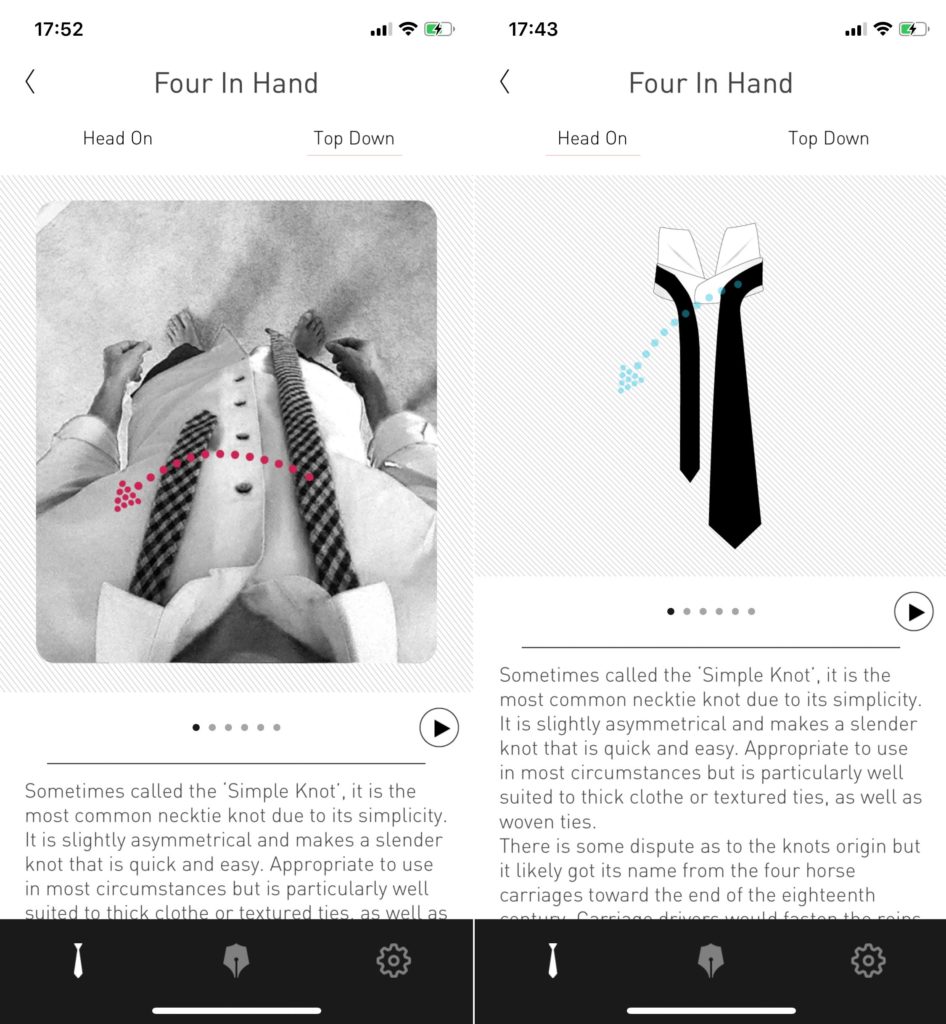 17:52
Four In Hand
Head On
Top Down
Sometimes called the 'Simple Knot', it is the
most common necktie knot due to its simplicity.
It is slightly asymmetrical and makes a slender
knot that is quick and easy. Appropriate to use
in most circumstances but is particularly well
suited to thick clothe or textured ties, as well as
17:43
Four In Hand
Head On
Top Down
Sometimes called the 'Simple Knot', it is the
most common necktie knot due to its simplicity.
It is slightly asymmetrical and makes a slender
knot that is quick and easy. Appropriate to use
in most circumstances but is particularly well
suited to thick clothe or textured ties, as well as
woven ties.
There is some dispute as to the knots origin but
it likely got its name from the four horse
carriages toward the end of the eighteenth
century. Carriage drivers would fasten the reins